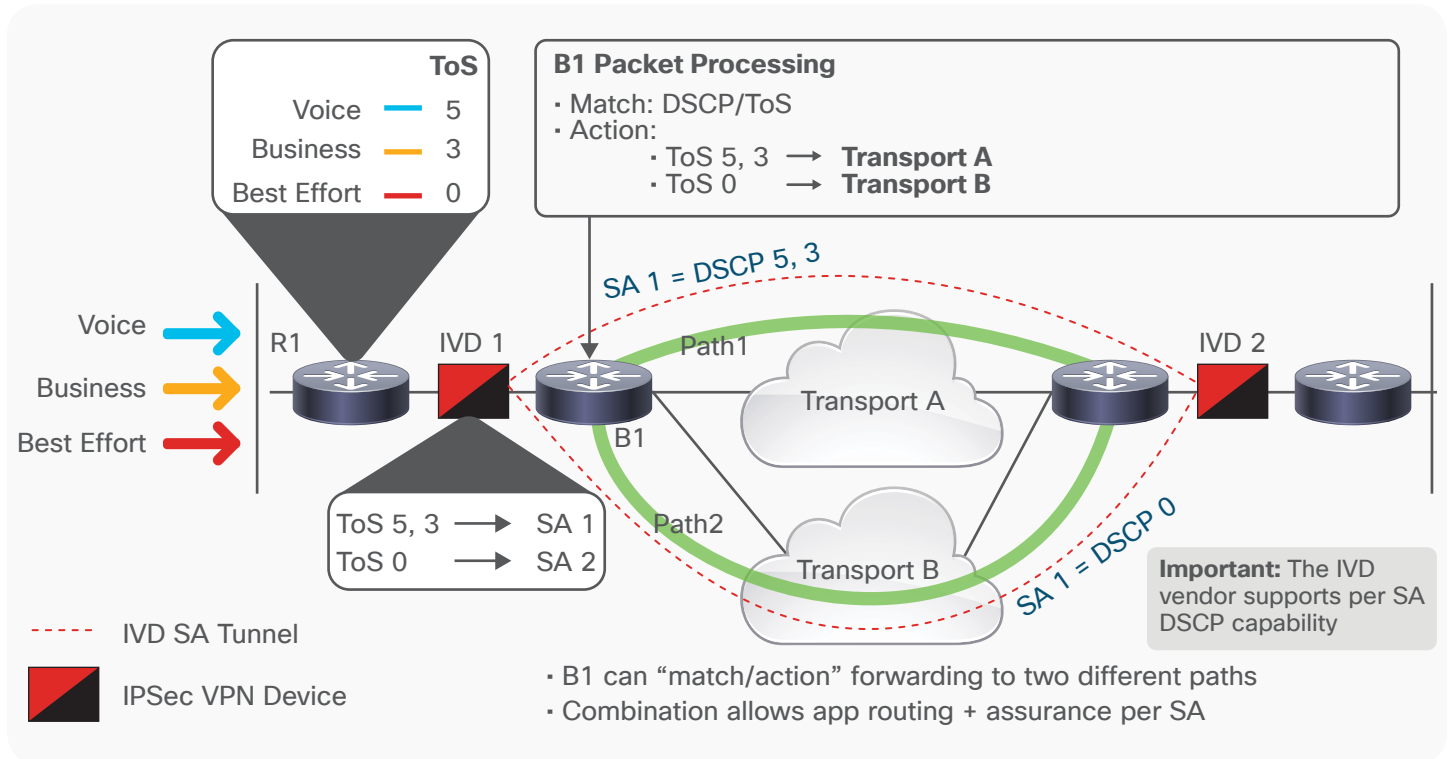 ToS
Voice 5
Business 3
Best Effort 0
B1 Packet Processing
· Match: DSCP/ToS
· Action:
· ToS 5, 3 → Transport A
· ToS 0 → Transport B
SA 1 = DSCP 5, 3
Voice
Business
Best Effort
R1
IVD 1
Path1
IVD 2
Transport A
B1
ToS 5, 3 → SA 1
ToS 0 → SA 2
Path2
Transport B
SA 1 = DSCP 0
Important: The IVD
vendor supports per SA
DSCP capability
IVD SA Tunnel
IPSec VPN Device
· B1 can “match/action” forwarding to two different paths
· Combination allows app routing + assurance per SA